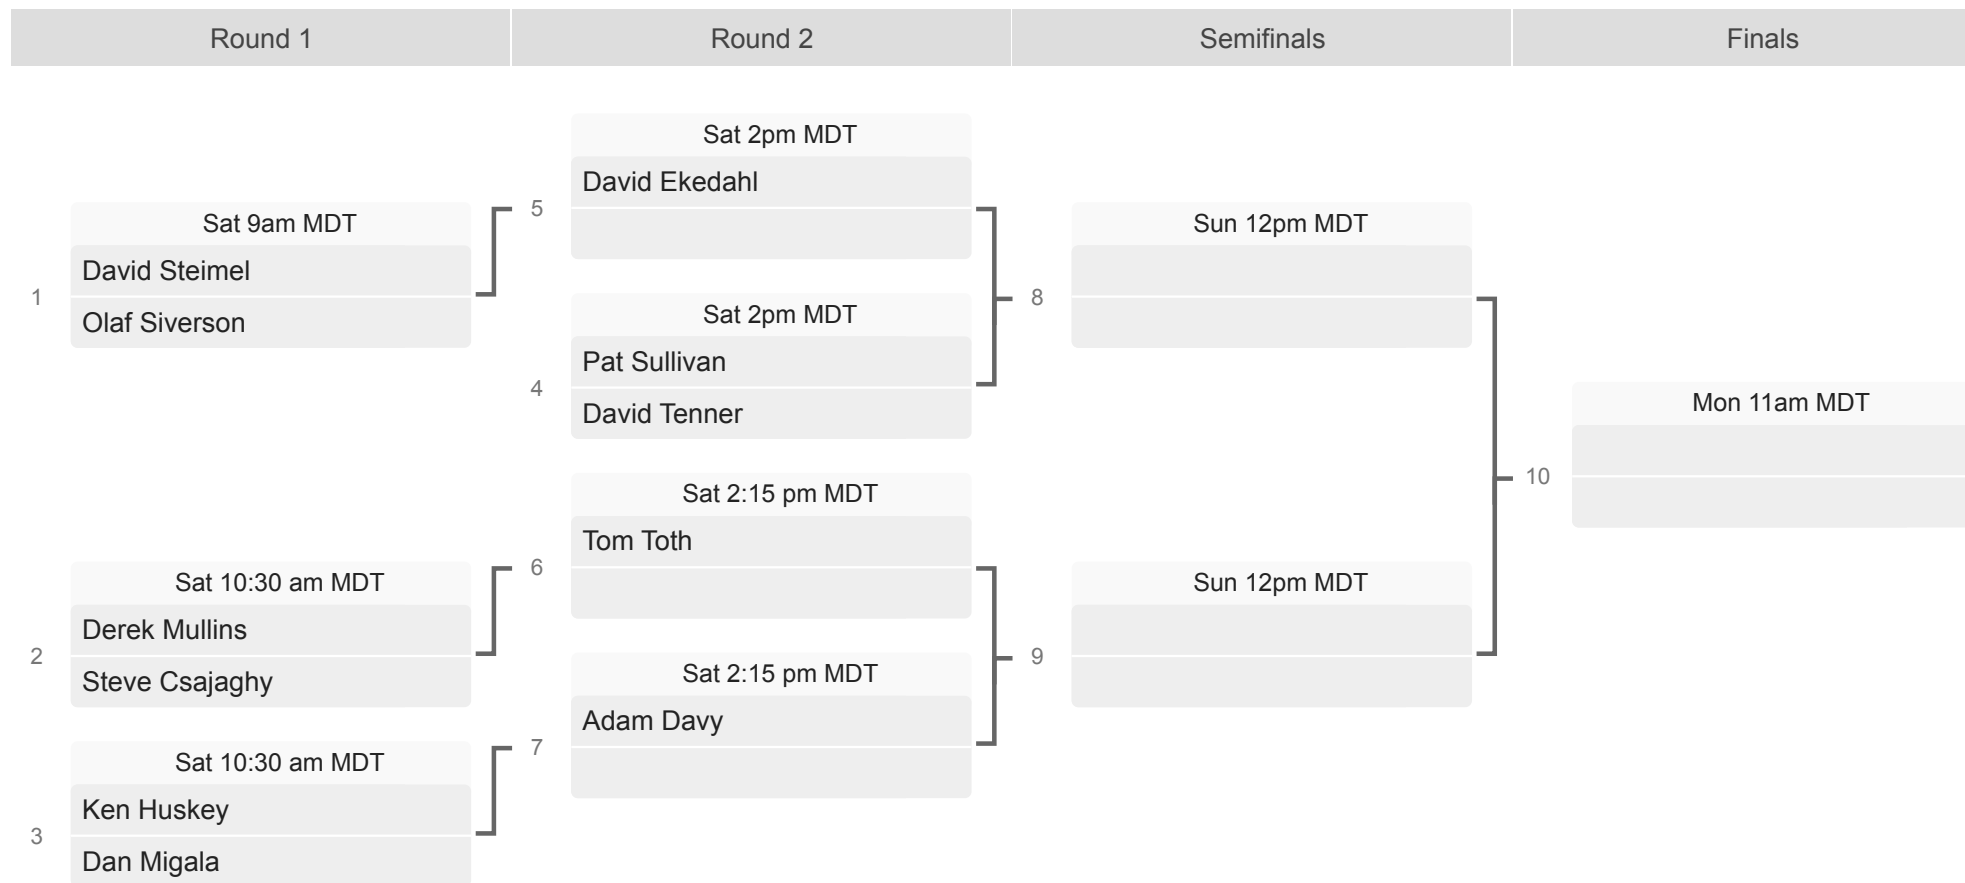 Round 1
Round 2
Semifinals
Finals
Sat 9am MDT
1
David Steimel
Olaf Siverson
Sat 10:30 am MDT
2
Derek Mullins
Steve Csajaghy
Sat 10:30 am MDT
3
Ken Huskey
Dan Migala
Sat 2pm MDT
5
David Ekedahl
Sat 2pm MDT
4
Pat Sullivan
David Tenner
Sat 2:15 pm MDT
6
Tom Toth
Sat 2:15 pm MDT
7
Adam Davy
Sun 12pm MDT
8
Sun 12pm MDT
9
Mon 11am MDT
10